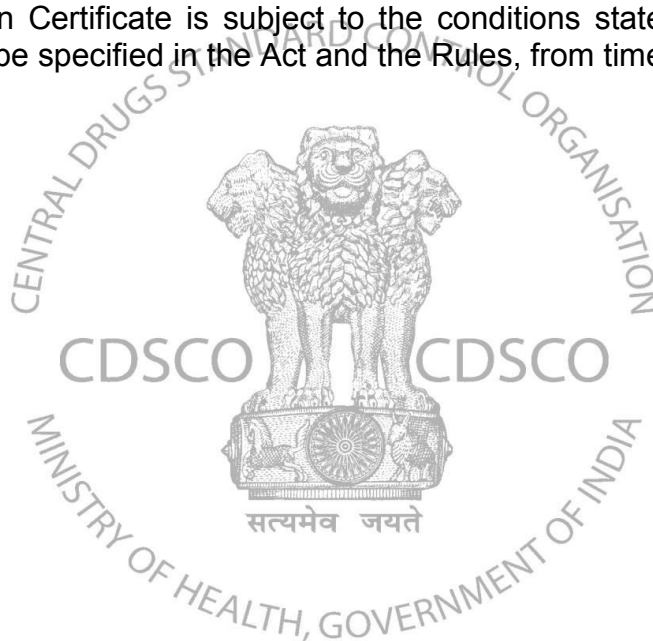 n Certificate is subject to the conditions state
be specified in the Act and the Rules, from time
CENTRAL DRUGS STANDARD CONTROL ORGANISATION
CDSCO CDSCO
सत्यमेव जयते
MINISTRY OF HEALTH, GOVERNMENT OF INDIA